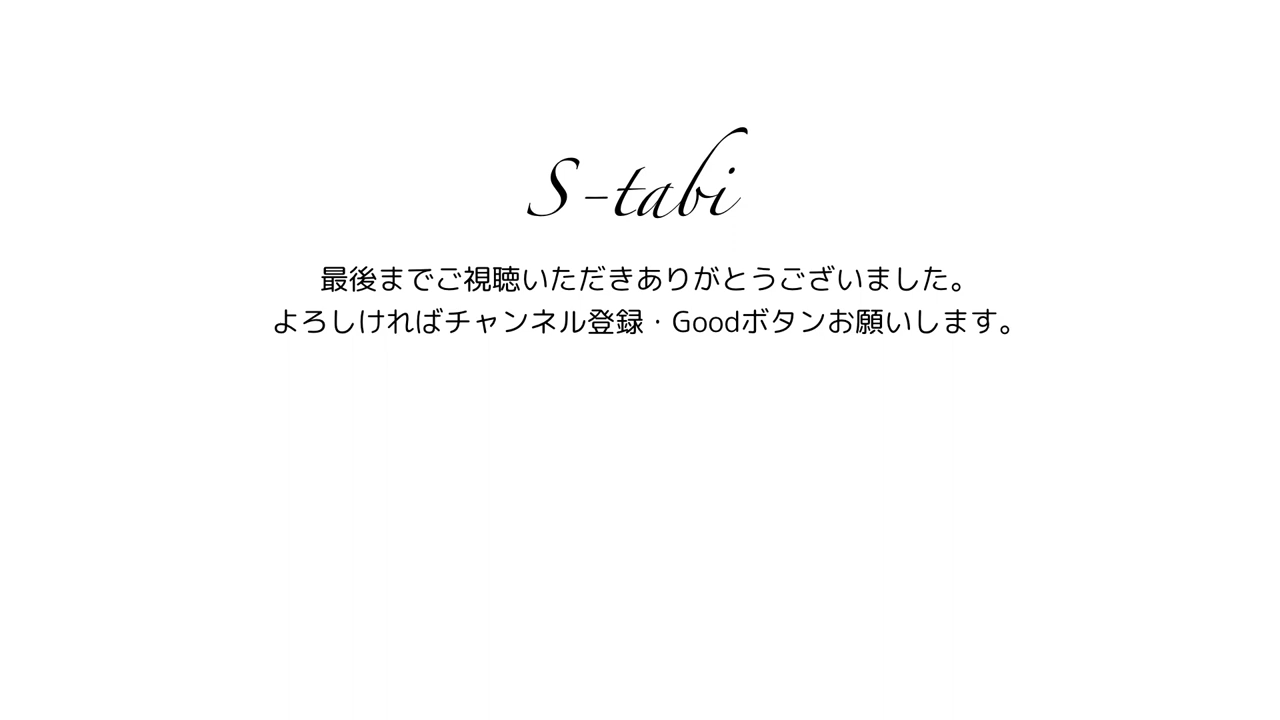 S-tabi
最後までご視聴いただきありがとうございました。
よろしければチャンネル登録・Goodボタンお願いします。